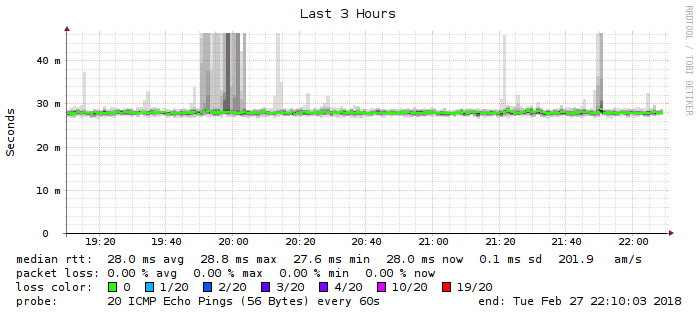 Last 3 Hours
RRDTOOL / TOBI OETIKER
Seconds
40 m
30 m
20 m
10 m
0
19:20 19:40 20:00 20:20 20:40 21:00 21:20 21:40 22:00
median rtt: 28.0 ms avg 28.8 ms max 27.6 ms min 28.0 ms now 0.1 ms sd 201.9 am/s
packet loss: 0.00 % avg 0.00 % max 0.00 % min 0.00 % now
loss color: 0 1/20 2/20 3/20 4/20 10/20 19/20
probe: 20 ICMP Echo Pings (56 Bytes) every 60s end: Tue Feb 27 22:10:03 2018